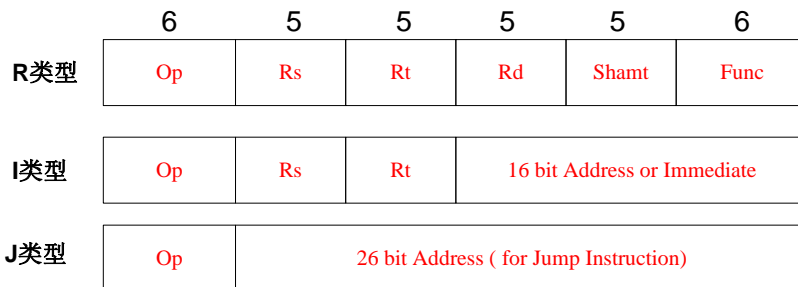 6 5 5 5 5 6
R类型 Op Rs Rt Rd Shamt Func
I类型 Op Rs Rt 16 bit Address or Immediate
J类型 Op 26 bit Address ( for Jump Instruction)